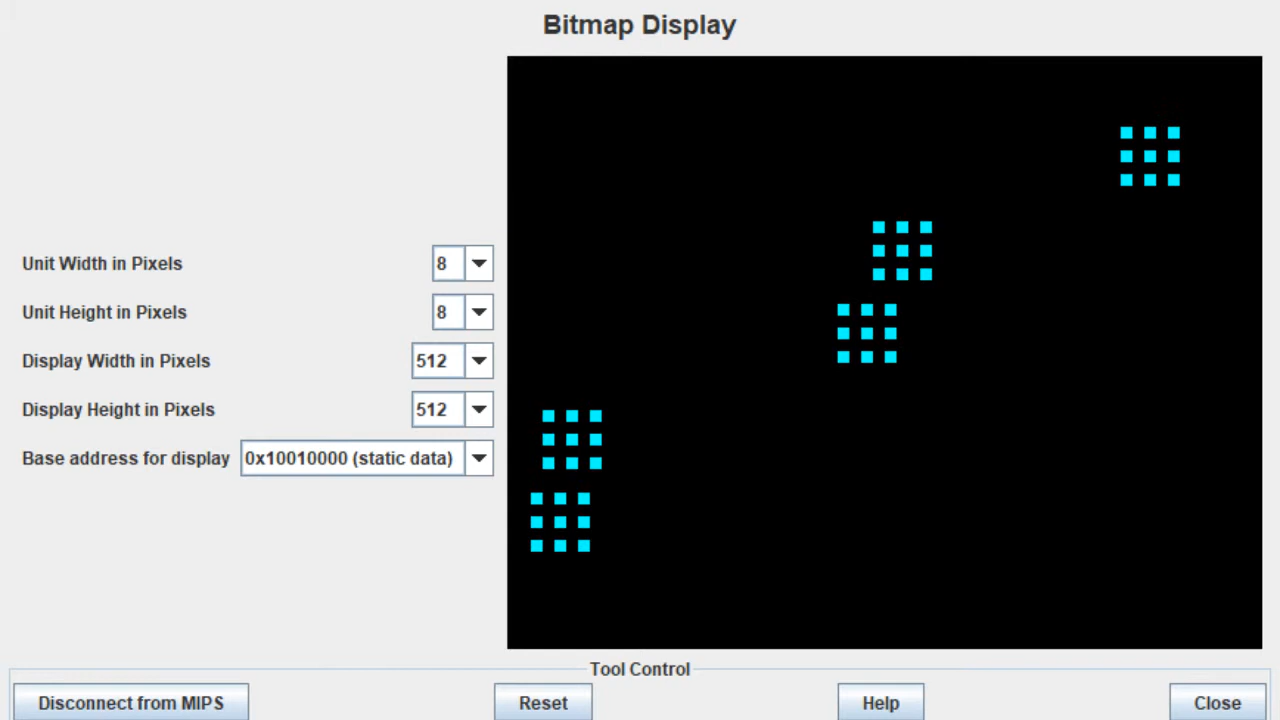 Bitmap Display
Unit Width in Pixels 8
Unit Height in Pixels 8
Display Width in Pixels 512
Display Height in Pixels 512
Base address for display 0x10010000 (static data)
Tool Control
Disconnect from MIPS Reset Help Close